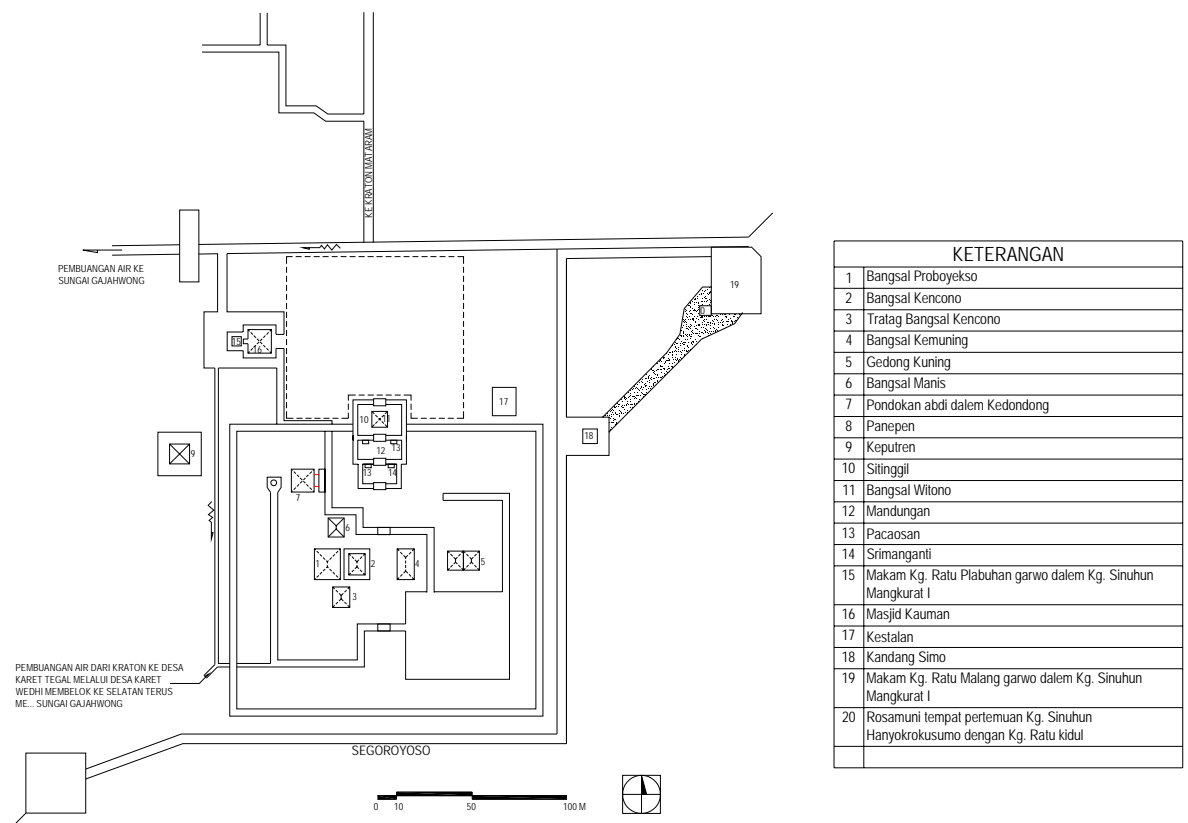 KE KRATON MATARAM
PEMBUANGAN AIR KE
SUNGAI GAJAHWONG
19
15
16
17
18
9
10
11
12
13
13
14
7
6
1
2
4
5
3
PEMBUANGAN AIR DARI KRATON KE DESA
KARET TEGAL MELALUI DESA KARET
WEDHI MEMBELOK KE SELATAN TERUS
ME... SUNGAI GAJAHWONG
SEGOROYOSO
0 10 50 100 M
KETERANGAN
1 Bangsal Proboyekso
2 Bangsal Kencono
3 Tratag Bangsal Kencono
4 Bangsal Kemuning
5 Gedong Kuning
6 Bangsal Manis
7 Pondokan abdi dalem Kedondong
8 Panepen
9 Keputren
10 Sitinggil
11 Bangsal Witono
12 Mandungan
13 Pacaosan
14 Srimanganti
15 Makam Kg. Ratu Plabuhan garwo dalem Kg. Sinuhun
Mangkurat I
16 Masjid Kauman
17 Kestalan
18 Kandang Simo
19 Makam Kg. Ratu Malang garwo dalem Kg. Sinuhun
Mangkurat I
20 Rosamuni tempat pertemuan Kg. Sinuhun
Hanyokrokusumo dengan Kg. Ratu kidul